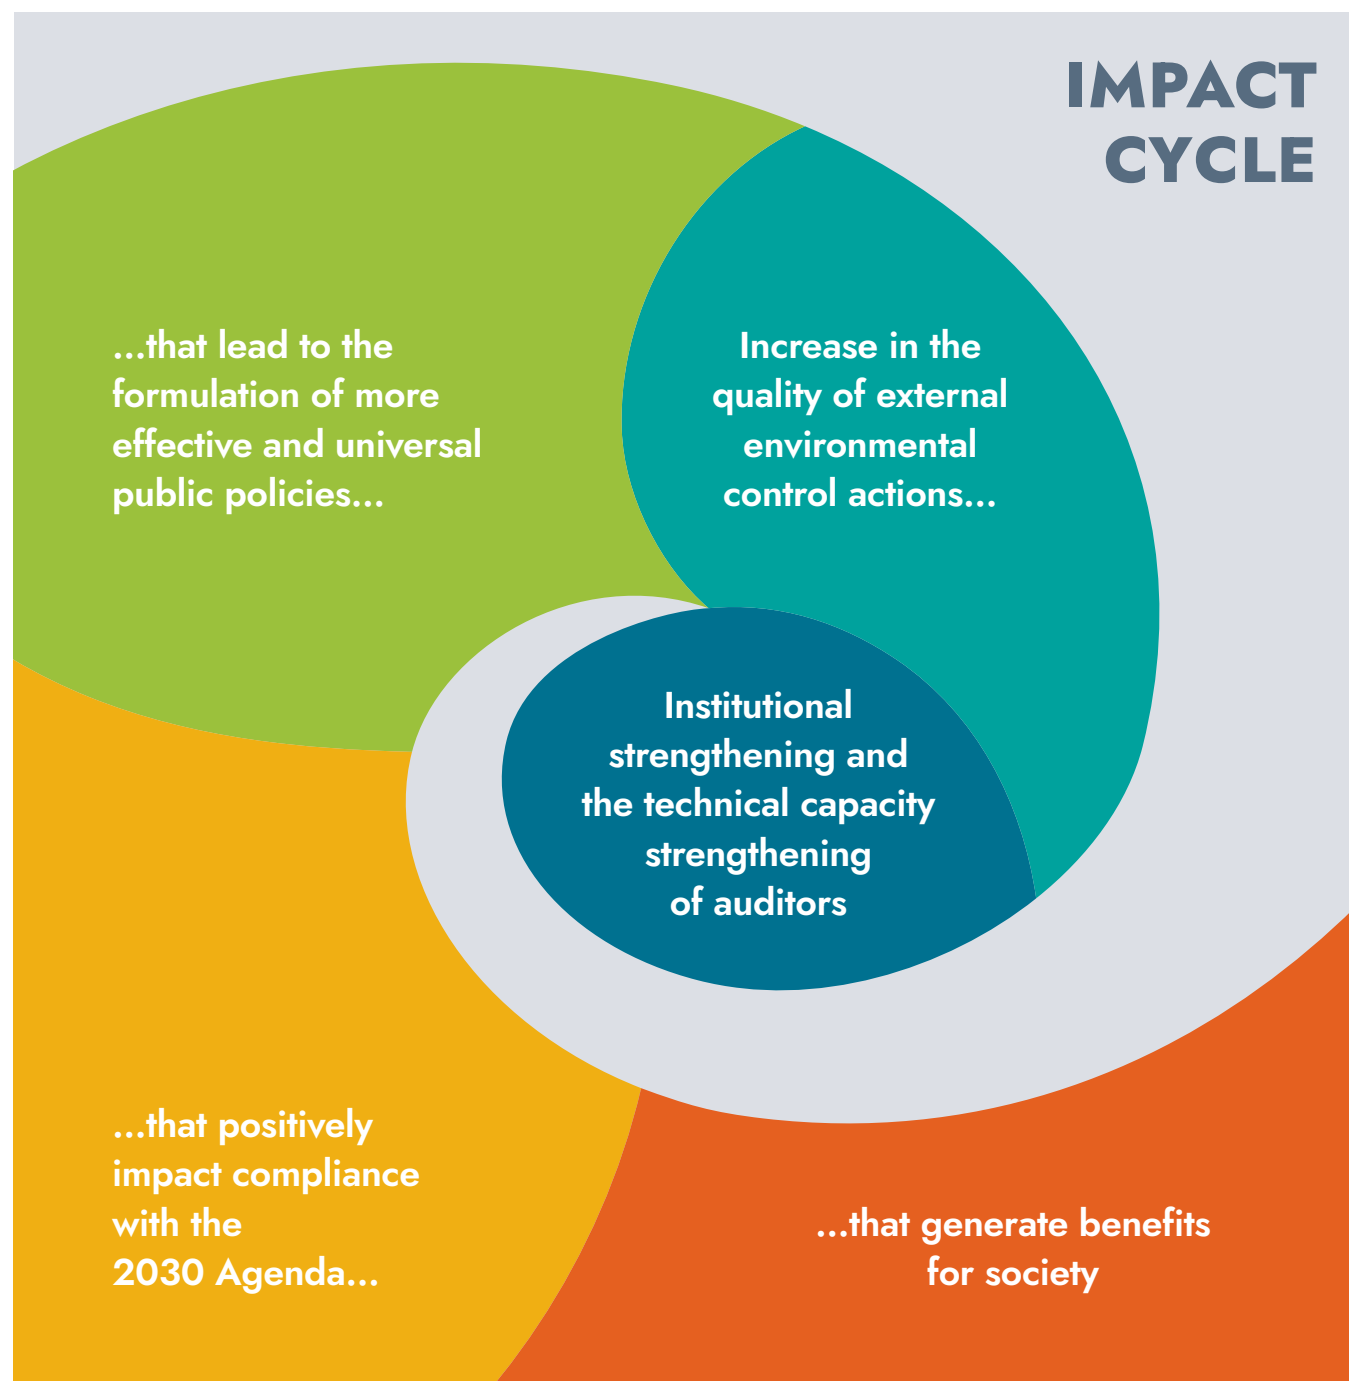 IMPACT
CYCLE
Institutional
strengthening and
the technical capacity
strengthening
of auditors
Increase in the
quality of external
environmental
control actions...
...that lead to the
formulation of more
effective and universal
public policies...
...that positively
impact compliance
with the
2030 Agenda...
...that generate benefits
for society